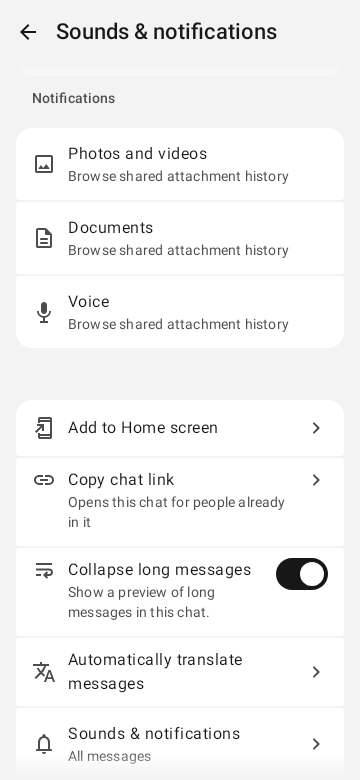 Sounds & notifications
Notifications
Photos and videos
Browse shared attachment history
Documents
Browse shared attachment history
Voice
Browse shared attachment history
Add to Home screen
Copy chat link
Opens this chat for people already
in it
Collapse long messages
Show a preview of long
messages in this chat.
Automatically translate
messages
Sounds & notifications
All messages